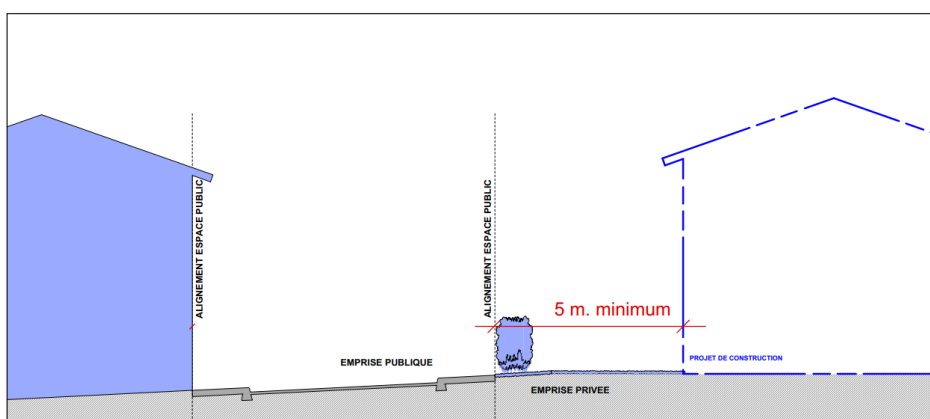 ALIGNEMENT ESPACE PUBLIC
ALIGNEMENT ESPACE PUBLIC
5 m. minimum
EMPRISE PUBLIQUE
PROJET DE CONSTRUCTION
EMPRISE PRIVEE